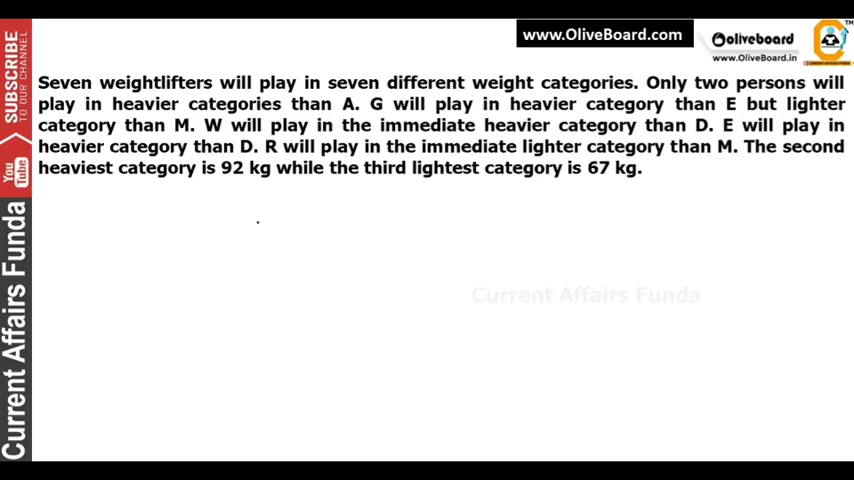 www.OliveBoard.com
oliveboard
www.OliveBoard.in
SUBSCRIBE
TO OUR CHANNEL
You Tube
Current Affairs Funda
Seven weightlifters will play in seven different weight categories. Only two persons will
play in heavier categories than A. G will play in heavier category than E but lighter
category than M. W will play in the immediate heavier category than D. E will play in
heavier category than D. R will play in the immediate lighter category than M. The second
heaviest category is 92 kg while the third lightest category is 67 kg.
Current Affairs Funda